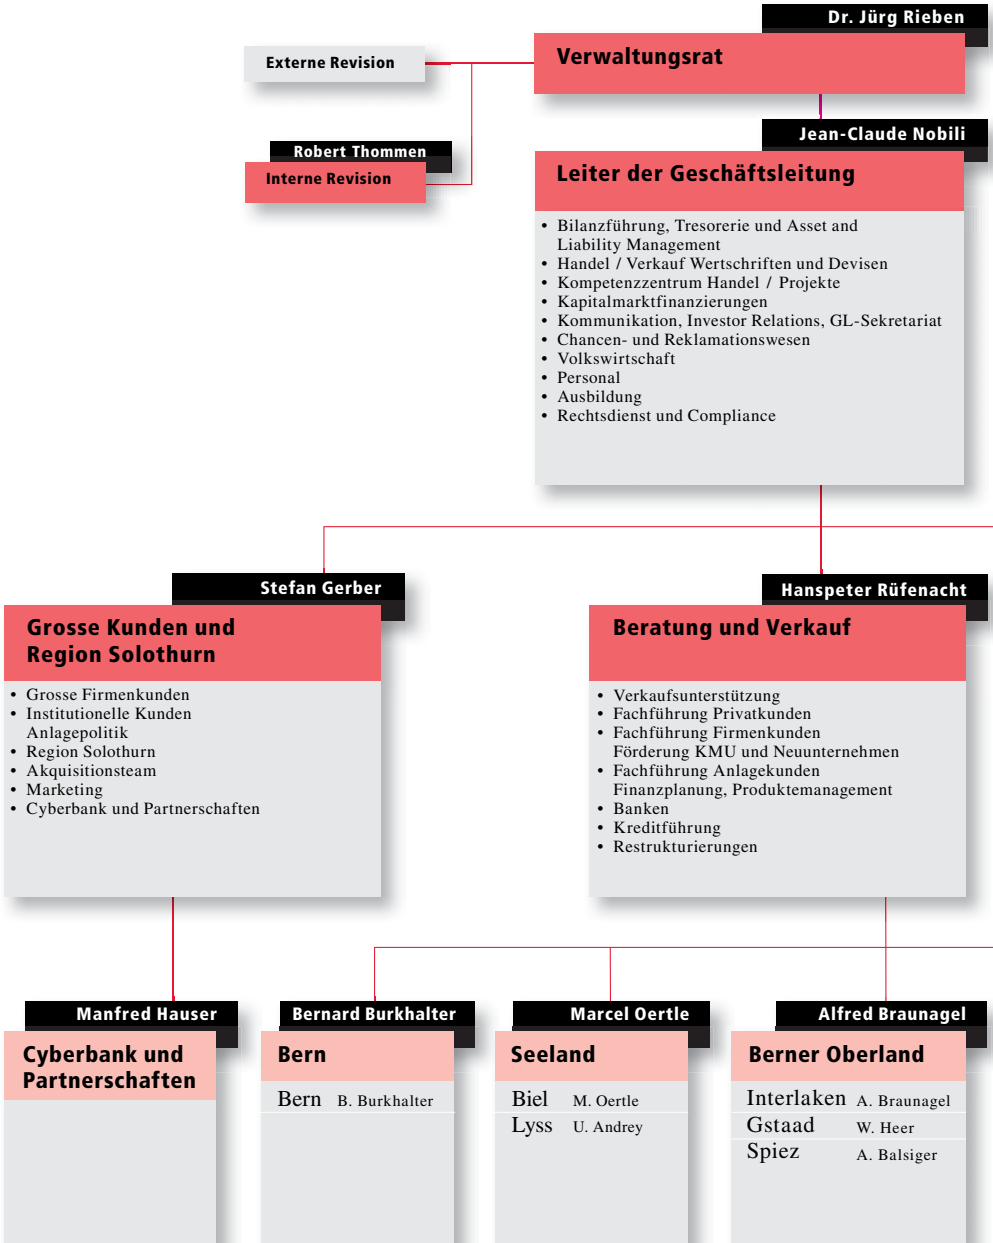 Dr. Jürg Rieben
Verwaltungsrat
Externe Revision
Jean-Claude Nobili
Robert Thommen
Interne Revision
Leiter der Geschäftsleitung
• Bilanzführung, Tresorerie und Asset and
Liability Management
• Handel / Verkauf Wertschriften und Devisen
• Kompetenzzentrum Handel / Projekte
• Kapitalmarktfinanzierungen
• Kommunikation, Investor Relations, GL-Sekretariat
• Chancen- und Reklamationswesen
• Volkswirtschaft
• Personal
• Ausbildung
• Rechtsdienst und Compliance
Stefan Gerber
Grosse Kunden und
Region Solothurn
• Grosse Firmenkunden
• Institutionelle Kunden
Anlagepolitik
• Region Solothurn
• Akquisitionsteam
• Marketing
• Cyberbank und Partnerschaften
Hanspeter Rüfenacht
Beratung und Verkauf
• Verkaufsunterstützung
• Fachführung Privatkunden
• Fachführung Firmenkunden
Förderung KMU und Neuunternehmen
• Fachführung Anlagekunden
Finanzplanung, Produktemanagement
• Banken
• Kreditführung
• Restrukturierungen
Manfred Hauser
Cyberbank und
Partnerschaften
Bernard Burkhalter
Bern
Bern B. Burkhalter
Marcel Oertle
Seeland
Biel M. Oertle
Lyss U. Andrey
Alfred Braunagel
Berner Oberland
Interlaken A. Braunagel
Gstaad W. Heer
Spiez A. Balsiger